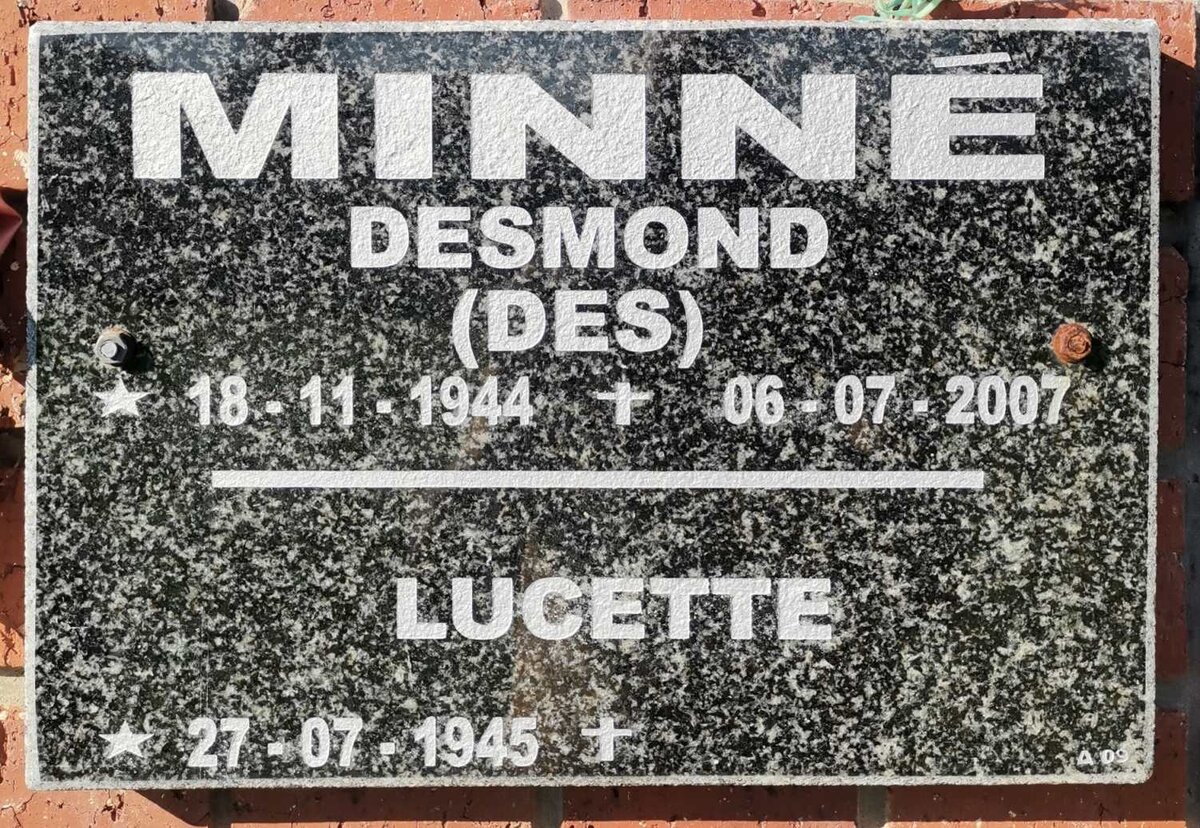 MINNÉ
DESMOND
(DES)
★ 18 - 11 - 1944 ✝ 06 - 07 - 2007
LUCETTE
★ 27 - 07 - 1945 ✝
Δ 09